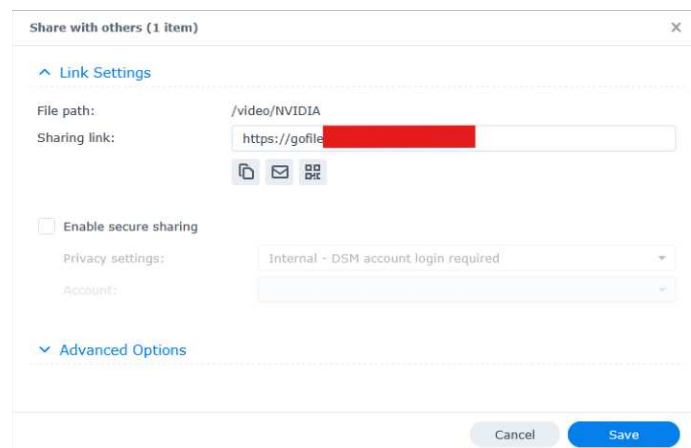 Share with others (1 item)
Link Settings
File path: /video/NVIDIA
Sharing link: https://gofile
Enable secure sharing
Privacy settings: Internal - DSM account login required
Account:
Advanced Options
Cancel Save